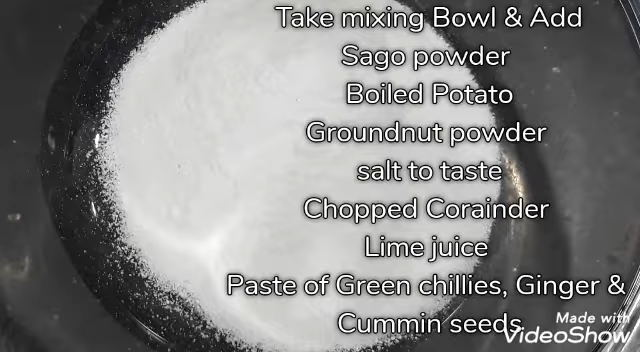 Take mixing Bowl & Add
Sago powder
Boiled Potato
Groundnut powder
salt to taste
Chopped Corainder
Lime juice
Paste of Green chillies, Ginger &
Cummin seeds
Made with
VideoShow